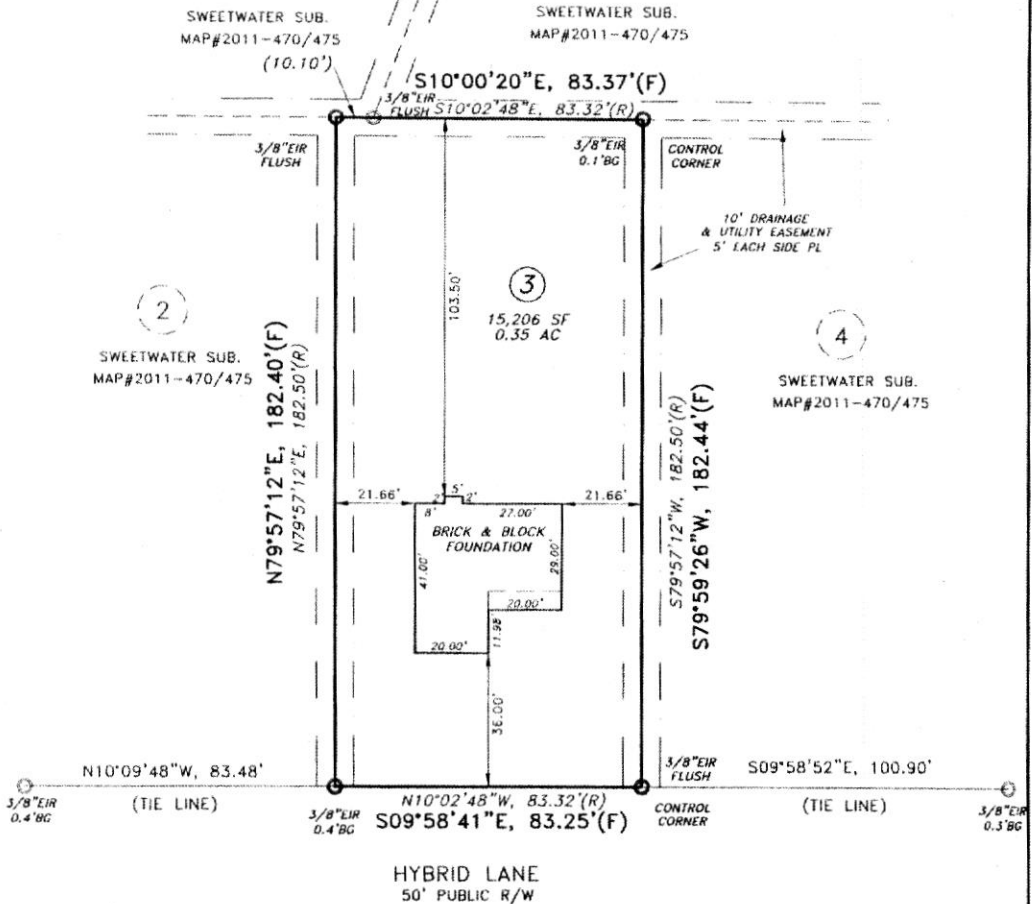 SWEETWATER SUB.
MAP#2011-470/475
(10.10')
SWEETWATER SUB.
MAP#2011-470/475
S10°00'20"E, 83.37'(F)
S10°02'48"E, 83.32'(R)
3/8"EIR
FLUSH
3/8"EIR
FLUSH
3/8"EIR
0.1'BG
CONTROL
CORNER
10' DRAINAGE
& UTILITY EASEMENT
5' EACH SIDE PL
103.50'
3
15,206 SF
0.35 AC
2
SWEETWATER SUB.
MAP#2011-470/475
4
SWEETWATER SUB.
MAP#2011-470/475
N79°57'12"E, 182.40'(F)
N79°57'12"E, 182.50'(R)
S79°57'12"W, 182.50'(R)
S79°59'26"W, 182.44'(F)
21.66'
5'
2'
2'
8'
27.00'
21.66'
BRICK & BLOCK
FOUNDATION
41.00'
29.00'
20.00'
11.98'
20.00'
36.00'
N10°09'48"W, 83.48'
(TIE LINE)
3/8"EIR
0.4'BG
3/8"EIR
0.4'BG
N10°02'48"W, 83.32'(R)
S09°58'41"E, 83.25'(F)
3/8"EIR
FLUSH
CONTROL
CORNER
S09°58'52"E, 100.90'
(TIE LINE)
3/8"EIR
0.3'BG
HYBRID LANE
50' PUBLIC R/W